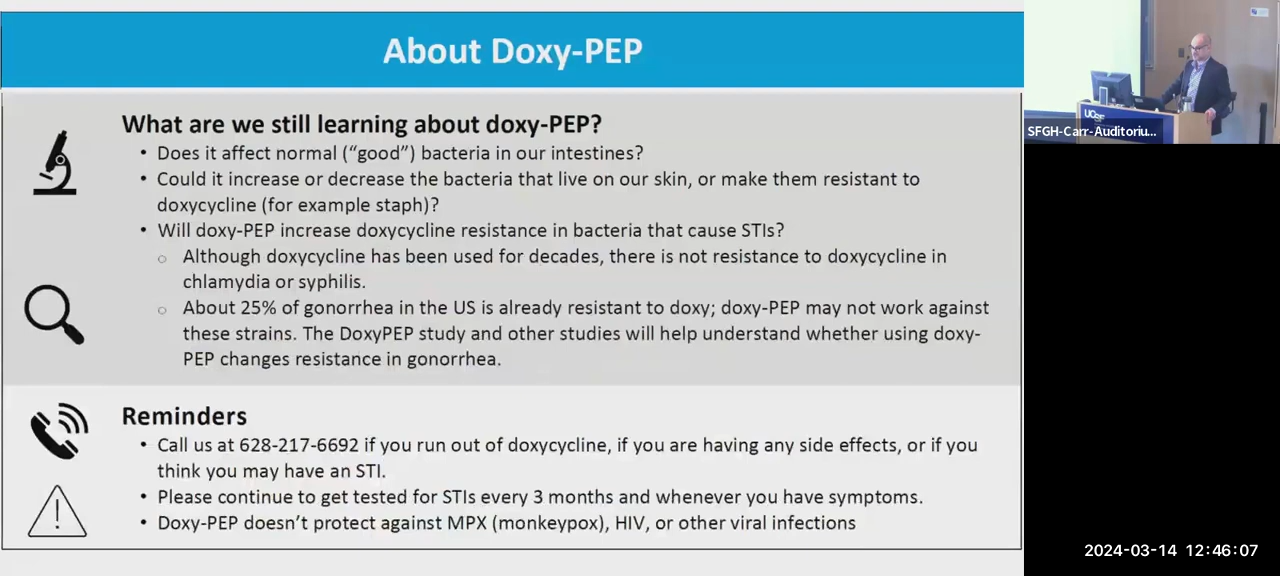 About Doxy-PEP
What are we still learning about doxy-PEP?
• Does it affect normal (“good”) bacteria in our intestines?
• Could it increase or decrease the bacteria that live on our skin, or make them resistant to
doxycycline (for example staph)?
• Will doxy-PEP increase doxycycline resistance in bacteria that cause STIs?
○ Although doxycycline has been used for decades, there is not resistance to doxycycline in
chlamydia or syphilis.
○ About 25% of gonorrhea in the US is already resistant to doxy; doxy-PEP may not work against
these strains. The DoxyPEP study and other studies will help understand whether using doxy-
PEP changes resistance in gonorrhea.
Reminders
• Call us at 628-217-6692 if you run out of doxycycline, if you are having any side effects, or if you
think you may have an STI.
• Please continue to get tested for STIs every 3 months and whenever you have symptoms.
• Doxy-PEP doesn’t protect against MPX (monkeypox), HIV, or other viral infections
SFGH-Carr-Auditoriu...
2024-03-14 12:46:07